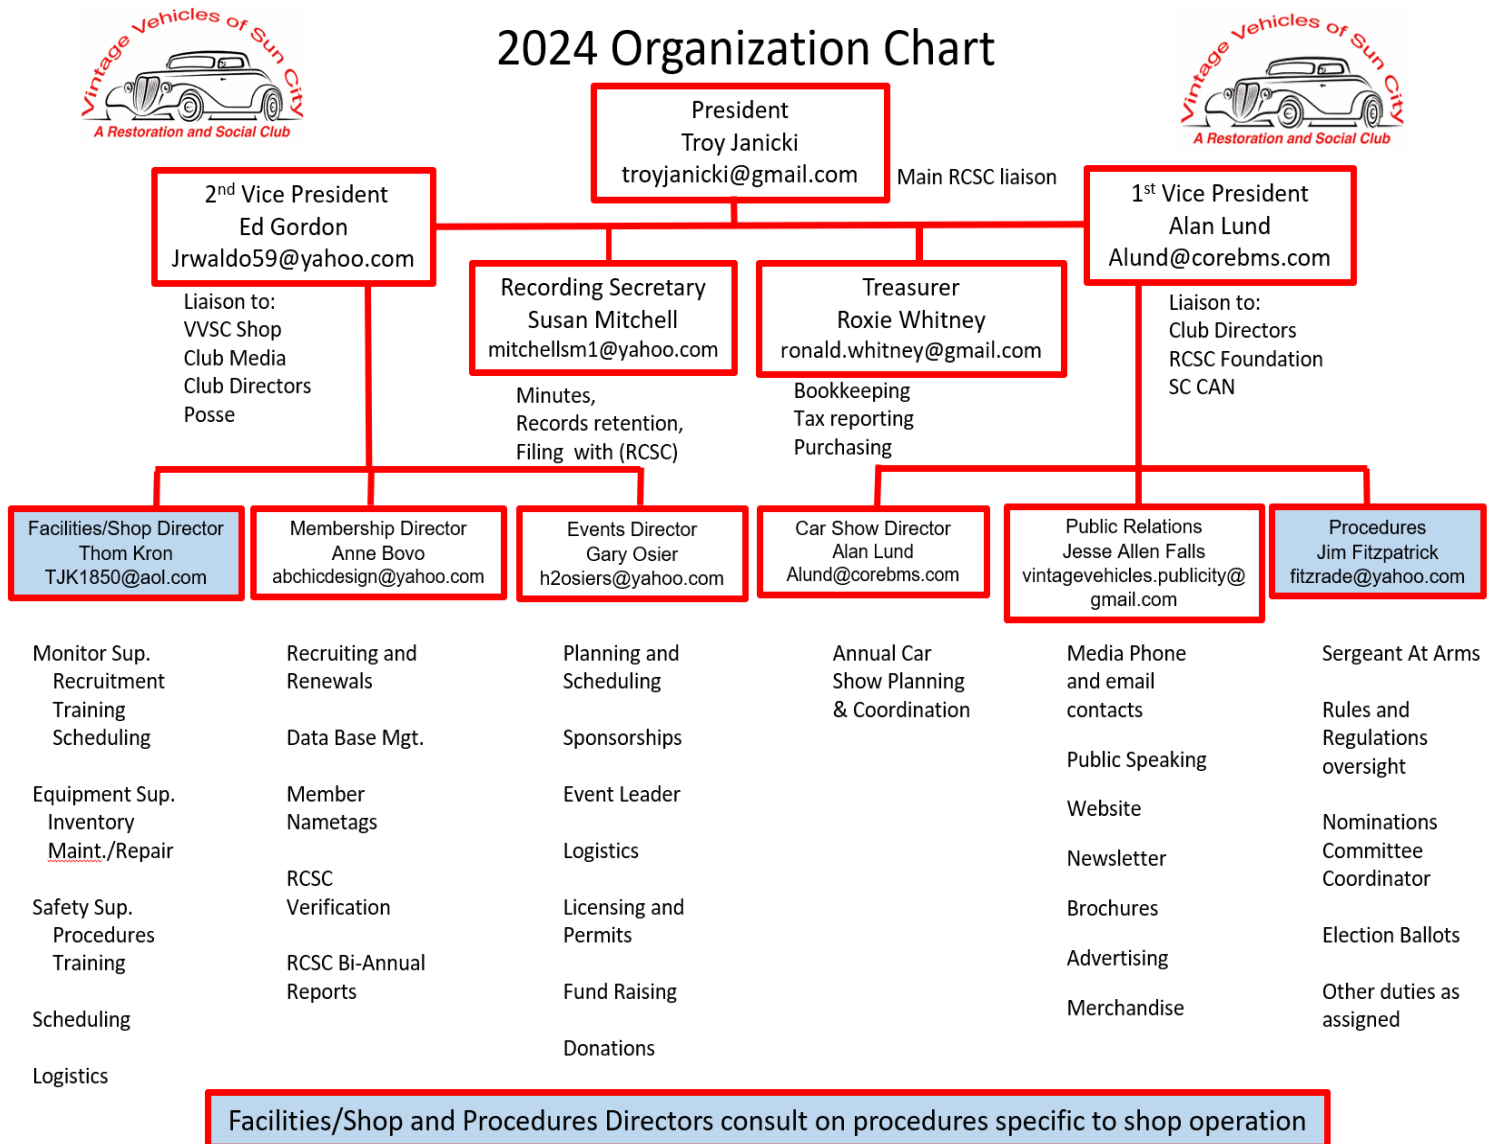 Vintage Vehicles of Sun City
A Restoration and Social Club
2024 Organization Chart
Vintage Vehicles of Sun City
A Restoration and Social Club
President
Troy Janicki
troyjanicki@gmail.com
Main RCSC liaison
2nd Vice President
Ed Gordon
Jrwaldo59@yahoo.com
Liaison to:
VVSC Shop
Club Media
Club Directors
Posse
Recording Secretary
Susan Mitchell
mitchellsm1@yahoo.com
Minutes,
Records retention,
Filing with (RCSC)
Treasurer
Roxie Whitney
ronald.whitney@gmail.com
Bookkeeping
Tax reporting
Purchasing
1st Vice President
Alan Lund
Alund@corebms.com
Liaison to:
Club Directors
RCSC Foundation
SC CAN
Facilities/Shop Director
Thom Kron
TJK1850@aol.com
Monitor Sup.
Recruitment
Training
Scheduling
Equipment Sup.
Inventory
Maint./Repair
Safety Sup.
Procedures
Training
Scheduling
Logistics
Membership Director
Anne Bovo
abchicdesign@yahoo.com
Recruiting and
Renewals
Data Base Mgt.
Member
Nametags
RCSC
Verification
RCSC Bi-Annual
Reports
Events Director
Gary Osier
h2osiers@yahoo.com
Planning and
Scheduling
Sponsorships
Event Leader
Logistics
Licensing and
Permits
Fund Raising
Donations
Car Show Director
Alan Lund
Alund@corebms.com
Annual Car
Show Planning
& Coordination
Public Relations
Jesse Allen Falls
vintagevehicles.publicity@
gmail.com
Media Phone
and email
contacts
Public Speaking
Website
Newsletter
Brochures
Advertising
Merchandise
Procedures
Jim Fitzpatrick
fitzrade@yahoo.com
Sergeant At Arms
Rules and
Regulations
oversight
Nominations
Committee
Coordinator
Election Ballots
Other duties as
assigned
Facilities/Shop and Procedures Directors consult on procedures specific to shop operation